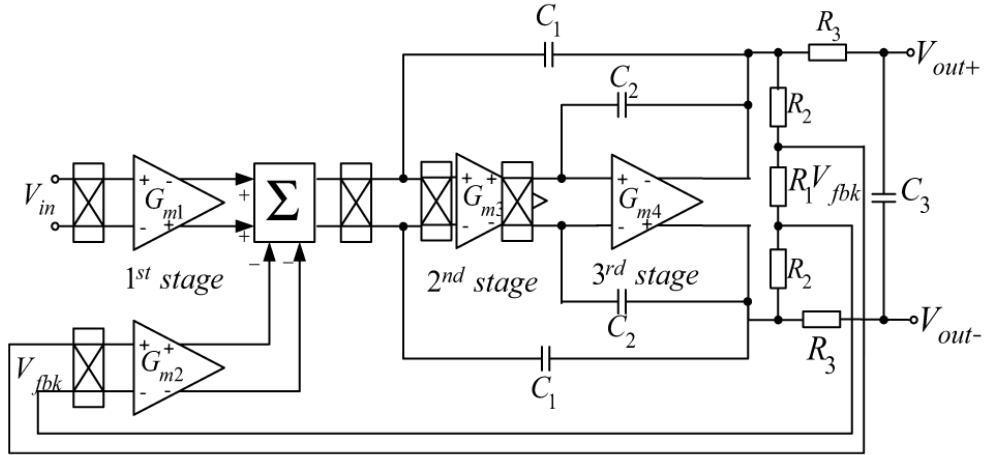 C1
R3
Vout+
C2
R2
Vin
+ -
Gm1
- +
+
+
Σ
+ +
Gm3
- -
+ -
Gm4
- +
R1
Vfbk
C3
1st stage
2nd stage
3rd stage
R2
- -
C2
Vout-
R3
Vfbk
+ +
Gm2
- -
C1